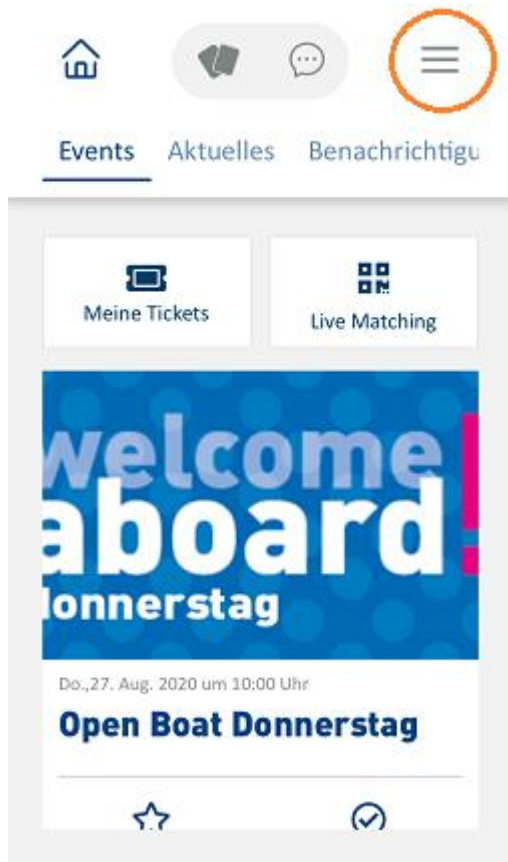 Events Aktuelles Benachrichtigu
Meine Tickets
Live Matching
welcome
aboard!
donnerstag
Do.,27. Aug. 2020 um 10:00 Uhr
Open Boat Donnerstag